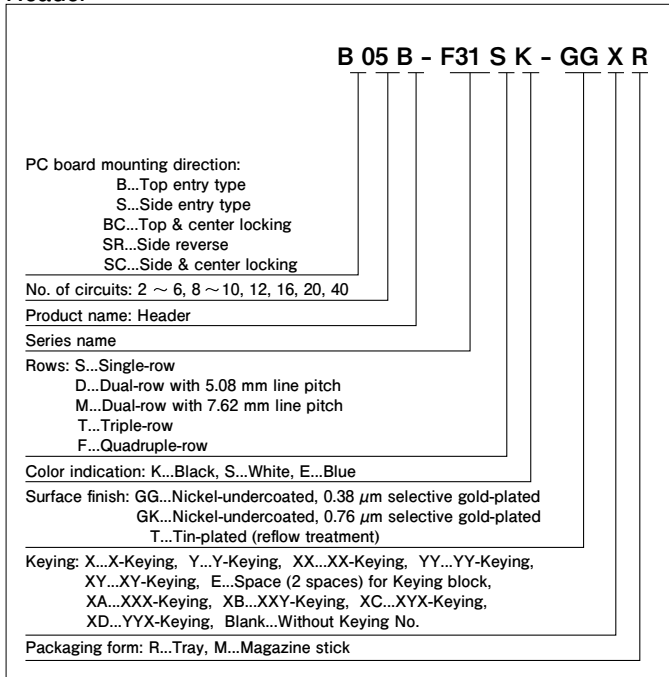 B 05 B - F31 S K - GG X R
PC board mounting direction:
B...Top entry type
S...Side entry type
BC...Top & center locking
SR...Side reverse
SC...Side & center locking
No. of circuits: 2 ～ 6, 8 ～ 10, 12, 16, 20, 40
Product name: Header
Series name
Rows: S...Single-row
D...Dual-row with 5.08 mm line pitch
M...Dual-row with 7.62 mm line pitch
T...Triple-row
F...Quadruple-row
Color indication: K...Black, S...White, E...Blue
Surface finish: GG...Nickel-undercoated, 0.38 μm selective gold-plated
GK...Nickel-undercoated, 0.76 μm selective gold-plated
T...Tin-plated (reflow treatment)
Keying: X...X-Keying, Y...Y-Keying, XX...XX-Keying, YY...YY-Keying,
XY...XY-Keying, E...Space (2 spaces) for Keying block,
XA...XXX-Keying, XB...XXY-Keying, XC...XYX-Keying,
XD...YYX-Keying, Blank...Without Keying No.
Packaging form: R...Tray, M...Magazine stick